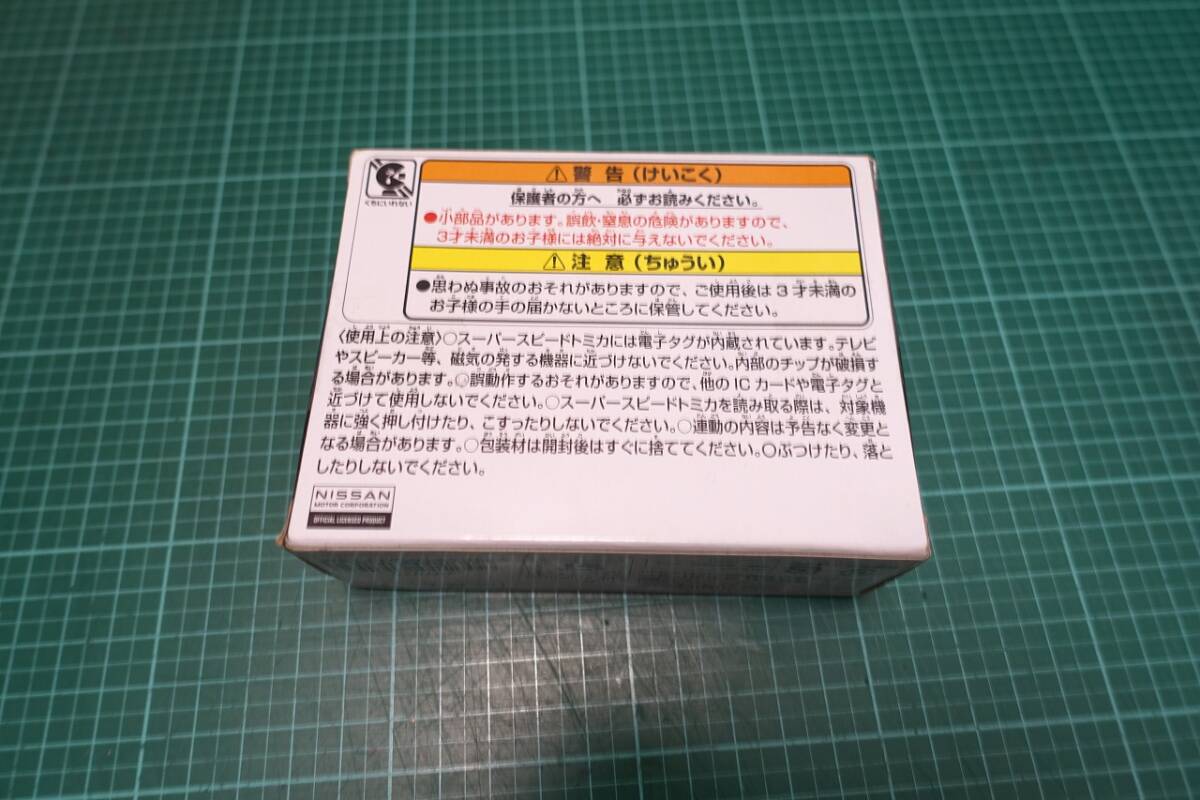 ⚠ 警 告（けいこく）
くちにいれない
保護者の方へ　必ずお読みください。
●小部品があります。誤飲・窒息の危険がありますので、
3才未満のお子様には絶対に与えないでください。
⚠ 注 意（ちゅうい）
●思わぬ事故のおそれがありますので、ご使用後は3才未満の
お子様の手の届かないところに保管してください。
〈使用上の注意〉○スーパースピードトミカには電子タグが内蔵されています。テレビ
やスピーカー等、磁気の発する機器に近づけないでください。内部のチップが破損す
る場合があります。○誤動作するおそれがありますので、他のICカードや電子タグと
近づけて使用しないでください。○スーパースピードトミカを読み取る際は、対象機
器に強く押し付けたり、こすったりしないでください。○連動の内容は予告なく変更と
なる場合があります。○包装材は開封後はすぐに捨ててください。○ぶつけたり、落と
したりしないでください。
NISSAN
MOTOR CORPORATION
OFFICIAL LICENSED PRODUCT